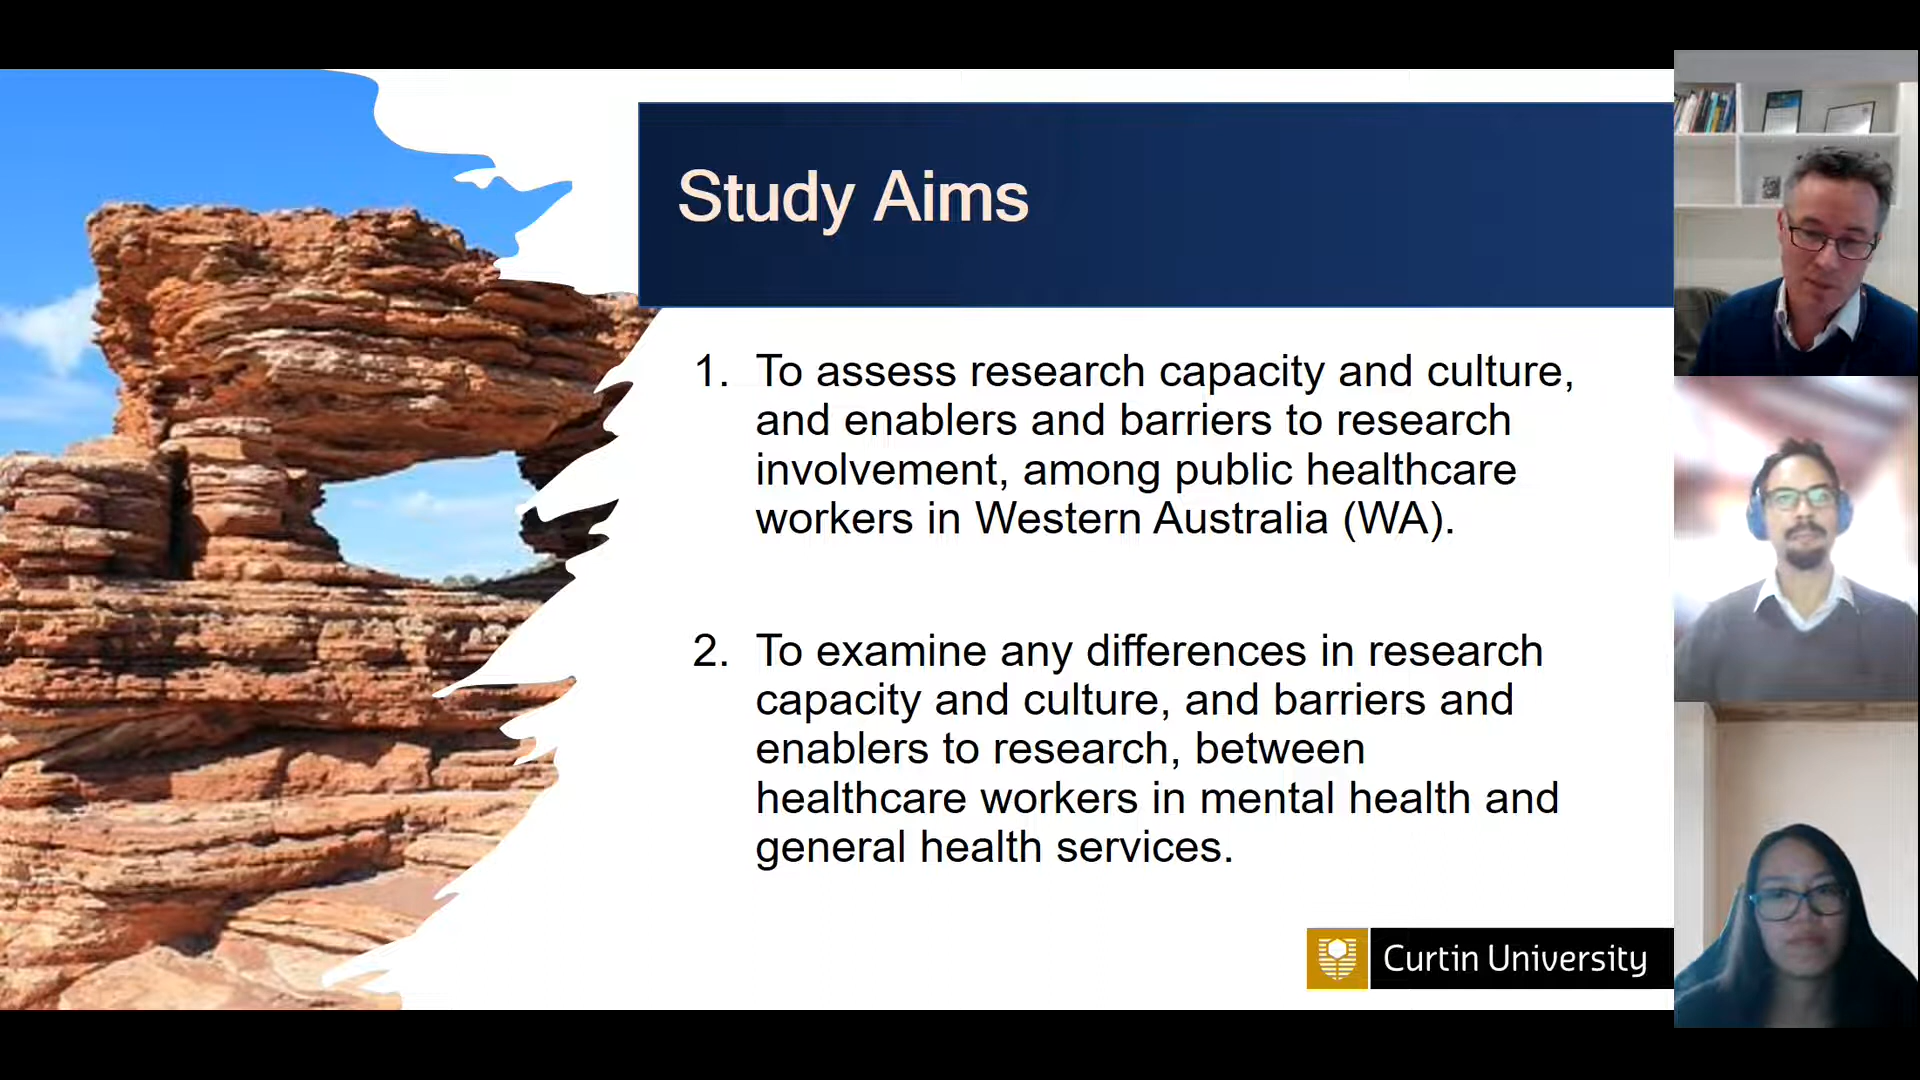 Study Aims
1. To assess research capacity and culture,
and enablers and barriers to research
involvement, among public healthcare
workers in Western Australia (WA).
2. To examine any differences in research
capacity and culture, and barriers and
enablers to research, between
healthcare workers in mental health and
general health services.
Curtin University